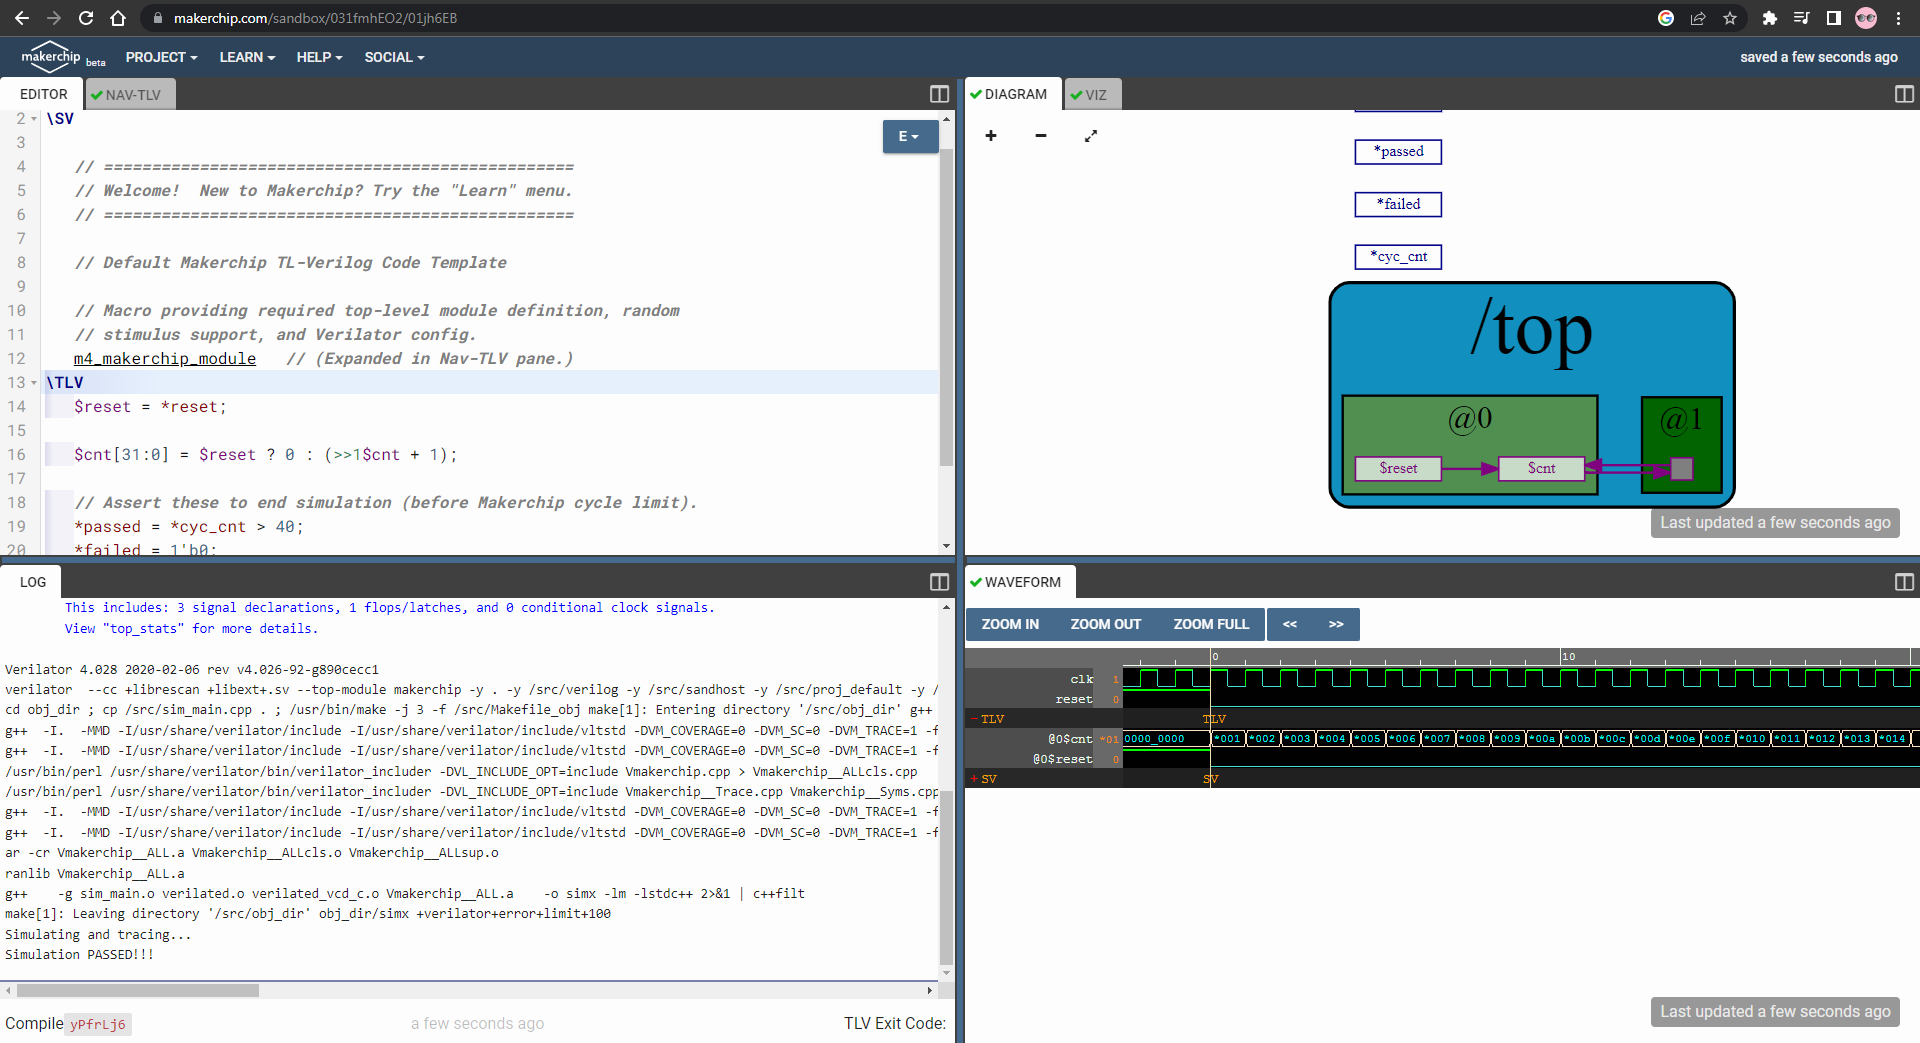 makerchip.com/sandbox/031fmhEO2/01jh6EB
makerchip beta PROJECT LEARN HELP SOCIAL saved a few seconds ago
EDITOR NAV-TLV
2 \SV
3
4 // =================================================
5 // Welcome!  New to Makerchip? Try the "Learn" menu.
6 // =================================================
7
8 // Default Makerchip TL-Verilog Code Template
9
10 // Macro providing required top-level module definition, random
11 // stimulus support, and Verilator config.
12 m4_makerchip_module   // (Expanded in Nav-TLV pane.)
13 \TLV
14 $reset = *reset;
15
16 $cnt[31:0] = $reset ? 0 : (>>1$cnt + 1);
17
18 // Assert these to end simulation (before Makerchip cycle limit).
19 *passed = *cyc_cnt > 40;
20 *failed = 1'b0;
E
DIAGRAM VIZ
*passed
*failed
*cyc_cnt
/top
@0 @1
$reset $cnt
Last updated a few seconds ago
LOG
This includes: 3 signal declarations, 1 flops/latches, and 0 conditional clock signals.
View "top_stats" for more details.
Verilator 4.028 2020-02-06 rev v4.026-92-g890cecc1
verilator  --cc +librescan +libext+.sv --top-module makerchip -y . -y /src/verilog -y /src/sandhost -y /src/proj_default -y /
cd obj_dir ; cp /src/sim_main.cpp . ; /usr/bin/make -j 3 -f /src/Makefile_obj make[1]: Entering directory '/src/obj_dir' g++
g++  -I.  -MMD -I/usr/share/verilator/include -I/usr/share/verilator/include/vltstd -DVM_COVERAGE=0 -DVM_SC=0 -DVM_TRACE=1 -f
g++  -I.  -MMD -I/usr/share/verilator/include -I/usr/share/verilator/include/vltstd -DVM_COVERAGE=0 -DVM_SC=0 -DVM_TRACE=1 -f
/usr/bin/perl /usr/share/verilator/bin/verilator_includer -DVL_INCLUDE_OPT=include Vmakerchip.cpp > Vmakerchip__ALLcls.cpp
/usr/bin/perl /usr/share/verilator/bin/verilator_includer -DVL_INCLUDE_OPT=include Vmakerchip__Trace.cpp Vmakerchip__Syms.cpp
g++  -I.  -MMD -I/usr/share/verilator/include -I/usr/share/verilator/include/vltstd -DVM_COVERAGE=0 -DVM_SC=0 -DVM_TRACE=1 -f
g++  -I.  -MMD -I/usr/share/verilator/include -I/usr/share/verilator/include/vltstd -DVM_COVERAGE=0 -DVM_SC=0 -DVM_TRACE=1 -f
ar -cr Vmakerchip__ALL.a Vmakerchip__ALLcls.o Vmakerchip__ALLsup.o
ranlib Vmakerchip__ALL.a
g++    -g sim_main.o verilated.o verilated_vcd_c.o Vmakerchip__ALL.a    -o simx -lm -lstdc++ 2>&1 | c++filt
make[1]: Leaving directory '/src/obj_dir' obj_dir/simx +verilator+error+limit+100
Simulating and tracing...
Simulation PASSED!!!
Compile yPfrLj6 a few seconds ago TLV Exit Code:
WAVEFORM
ZOOM IN ZOOM OUT ZOOM FULL << >>
0 10
clk 1
reset 0
- TLV TLV
@0$cnt *01 0000_0000 *001 *002 *003 *004 *005 *006 *007 *008 *009 *00a *00b *00c *00d *00e *00f *010 *011 *012 *013 *014
@0$reset 0
+ SV SV
Last updated a few seconds ago